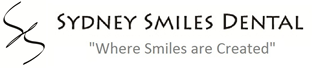 SYDNEY SMILES DENTAL
"Where Smiles are Created"